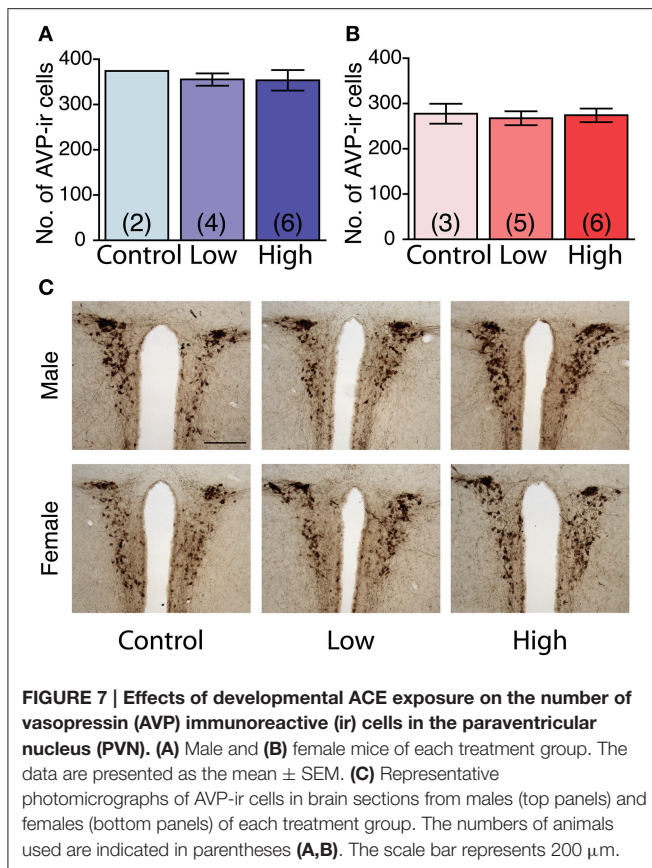 A
No. of AVP-ir cells
400
300
200
100
0
(2) (4) (6)
Control Low High
B
No. of AVP-ir cells
400
300
200
100
0
(3) (5) (6)
Control Low High
C
Male
Female
Control Low High
FIGURE 7 | Effects of developmental ACE exposure on the number of
vasopressin (AVP) immunoreactive (ir) cells in the paraventricular
nucleus (PVN). (A) Male and (B) female mice of each treatment group. The
data are presented as the mean ± SEM. (C) Representative
photomicrographs of AVP-ir cells in brain sections from males (top panels) and
females (bottom panels) of each treatment group. The numbers of animals
used are indicated in parentheses (A,B). The scale bar represents 200 μm.